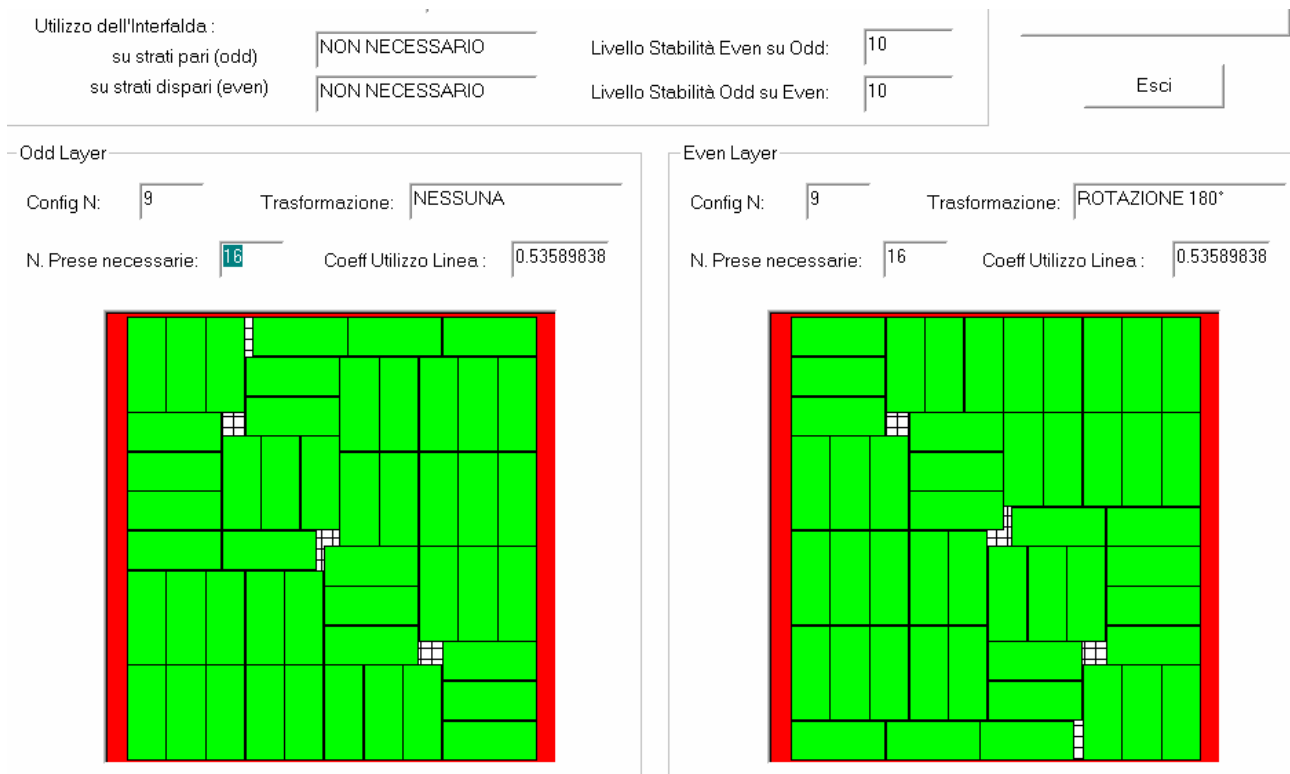 Utilizzo dell'Interfalda :
su strati pari (odd) NON NECESSARIO Livello Stabilità Even su Odd: 10
su strati dispari (even) NON NECESSARIO Livello Stabilità Odd su Even: 10
Esci
Odd Layer
Config N: 9 Trasformazione: NESSUNA
N. Prese necessarie: 16 Coeff Utilizzo Linea : 0.53589838
Even Layer
Config N: 9 Trasformazione: ROTAZIONE 180°
N. Prese necessarie: 16 Coeff Utilizzo Linea : 0.53589838